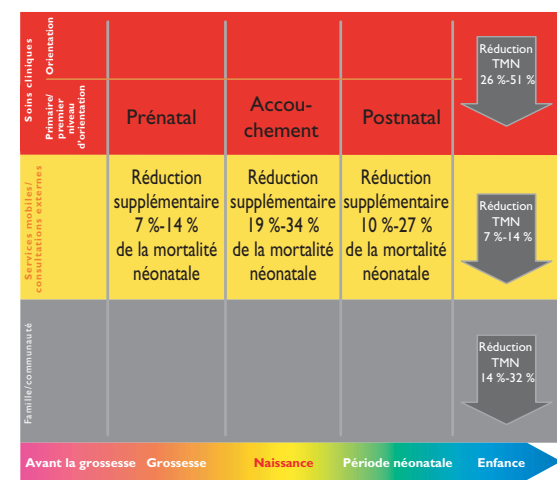 Soins cliniques
Orientation
Primaire/
premier
niveau
d'orientation
Prénatal
Accou-
chement
Postnatal
Réduction
TMN
26 %-51 %
Services mobiles/
consultations externes
Réduction
supplémentaire
7 %-14 %
de la mortalité
néonatale
Réduction
supplémentaire
19 %-34 %
de la mortalité
néonatale
Réduction
supplémentaire
10 %-27 %
de la mortalité
néonatale
Réduction
TMN
7 %-14 %
Famille/communauté
Réduction
TMN
14 %-32 %
Avant la grossesse Grossesse Naissance Période néonatale Enfance